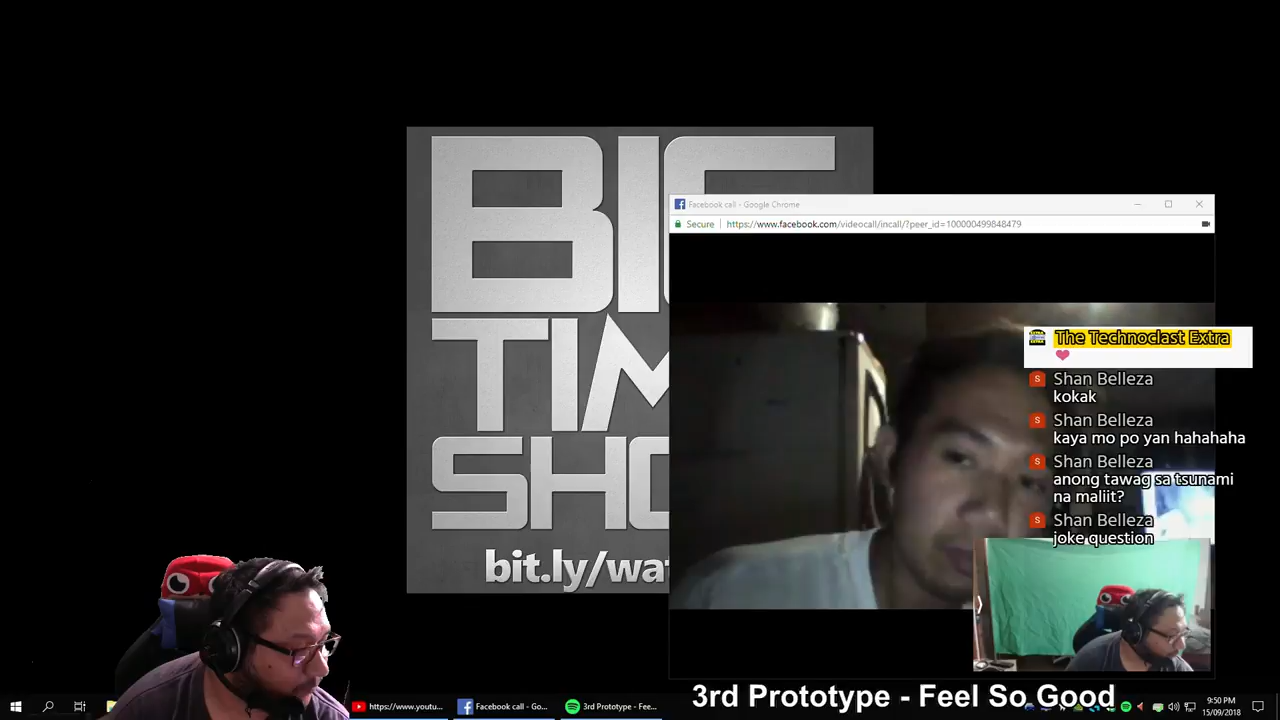 BIG
TIM
SHO
bit.ly/wat
Facebook call - Google Chrome
Secure
https://www.facebook.com/videocall/incall/?peer_id=100000499848479
The Technoclast Extra
❤
S Shan Belleza
kokak
S Shan Belleza
kaya mo po yan hahahaha
S Shan Belleza
anong tawag sa tsunami
na maliit?
S Shan Belleza
joke question
3rd Prototype - Feel So Good
https://www.youtu...
Facebook call - Go...
3rd Prototype - Fee...
9:50 PM
15/09/2018